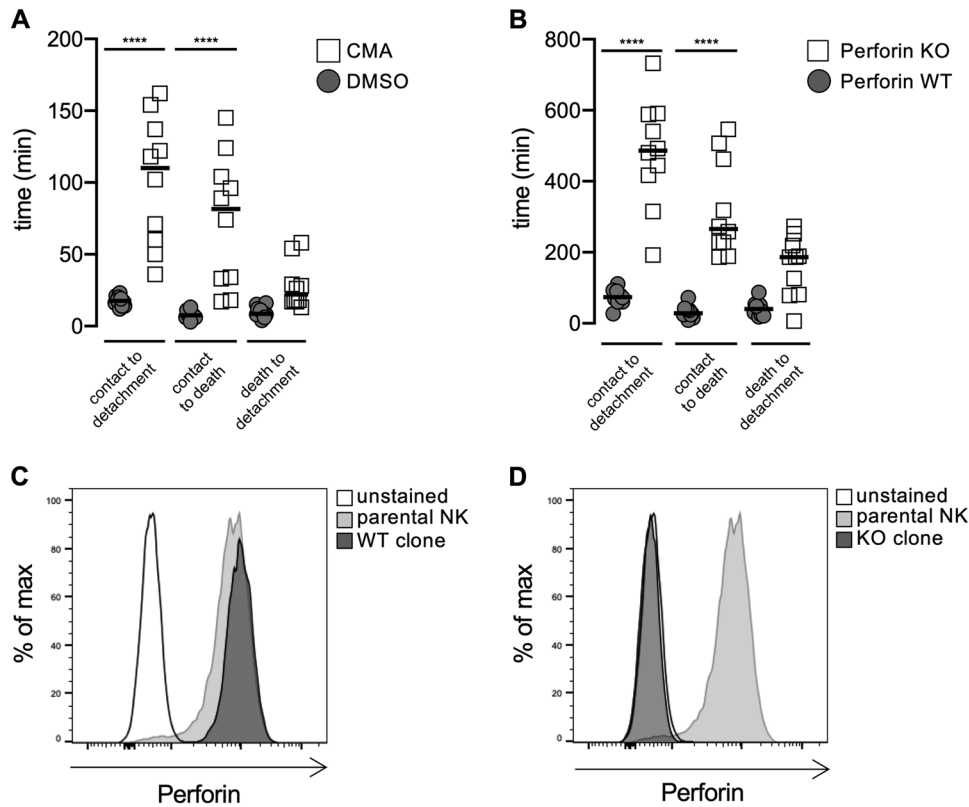 A
200
150
100
50
0
time (min)
****
****
CMA
DMSO
contact to
detachment
contact
to death
death to
detachment
B
800
600
400
200
0
time (min)
****
****
Perforin KO
Perforin WT
contact to
detachment
contact
to death
death to
detachment
C
100
80
60
40
20
0
% of max
unstained
parental NK
WT clone
Perforin
D
100
80
60
40
20
0
% of max
unstained
parental NK
KO clone
Perforin